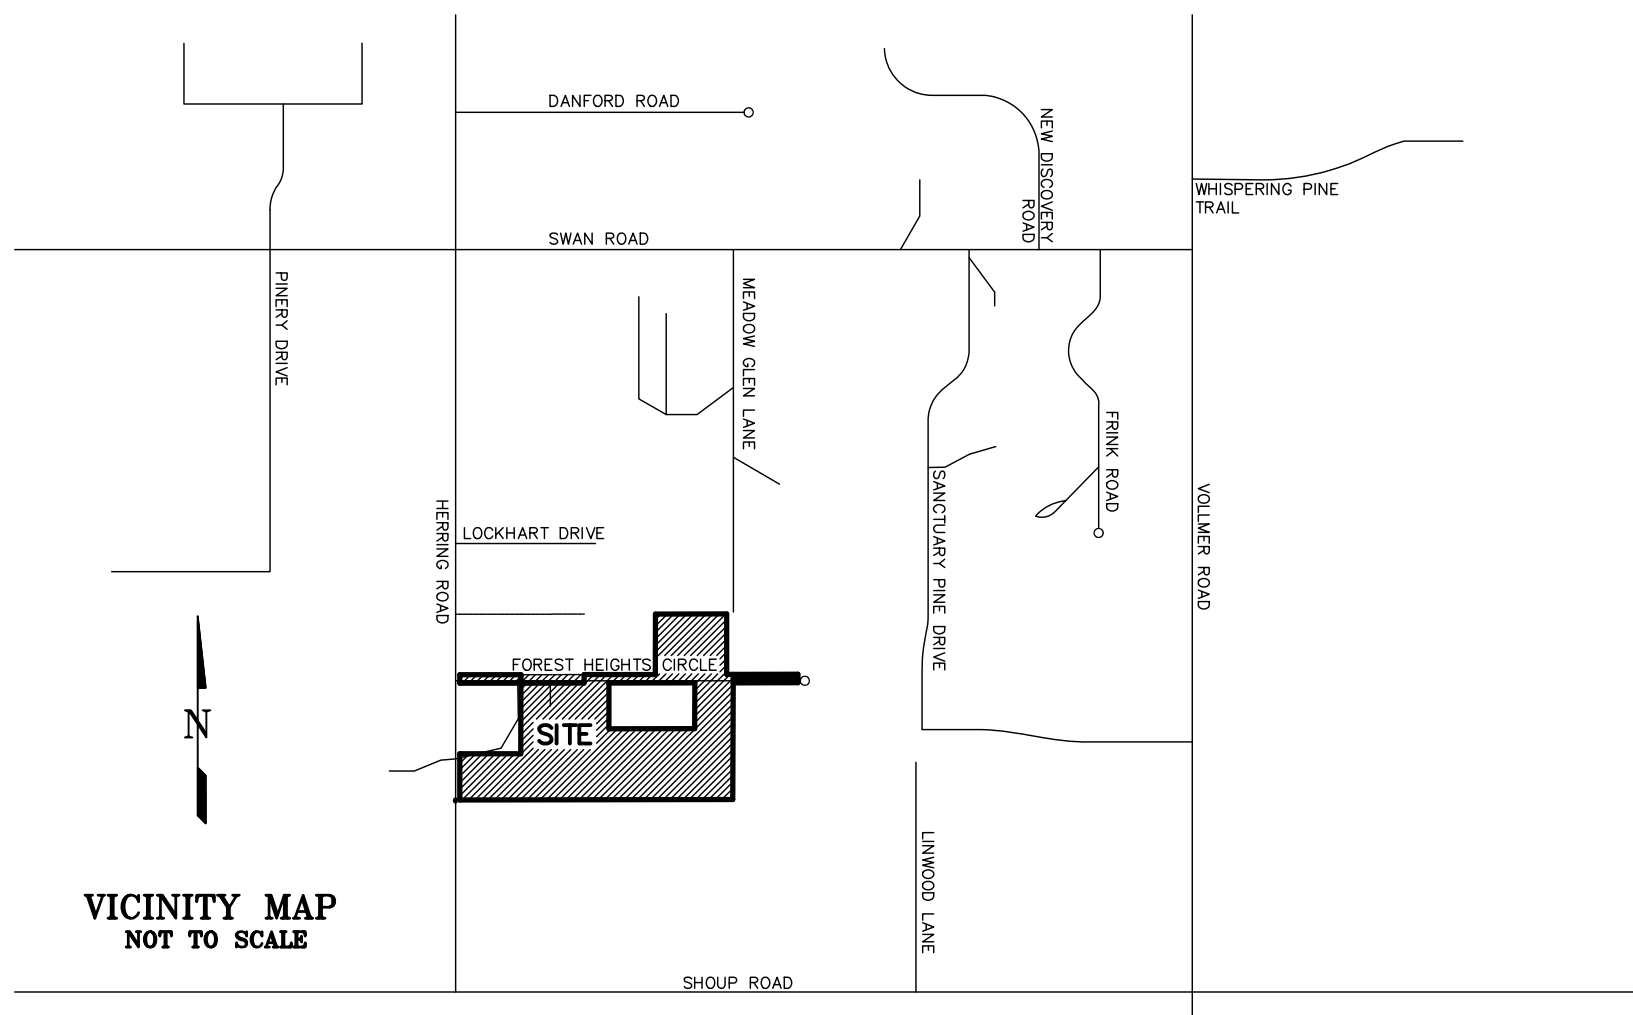 DANFORD ROAD
NEW DISCOVERY
ROAD
WHISPERING PINE
TRAIL
SWAN ROAD
PINERY DRIVE
MEADOW GLEN LANE
FRINK ROAD
HERRING ROAD
LOCKHART DRIVE
SANCTUARY PINE DRIVE
VOLLMER ROAD
FOREST HEIGHTS CIRCLE
SITE
N
LINWOOD LANE
VICINITY MAP
NOT TO SCALE
SHOUP ROAD